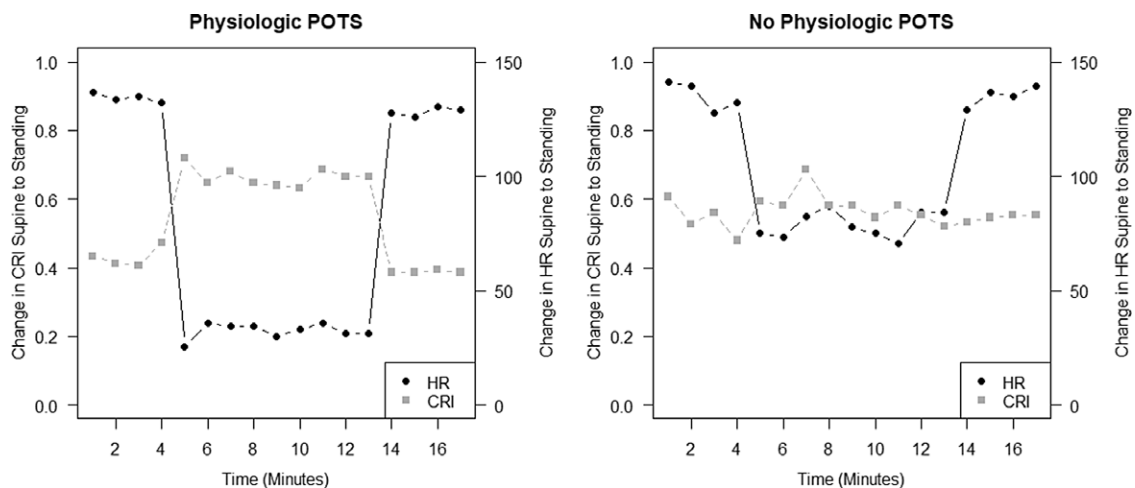 Physiologic POTS
Change in CRI Supine to Standing
1.0
0.8
0.6
0.4
0.2
0.0
150
100
50
0
Change in HR Supine to Standing
HR
CRI
2 4 6 8 10 12 14 16
Time (Minutes)
No Physiologic POTS
Change in CRI Supine to Standing
1.0
0.8
0.6
0.4
0.2
0.0
150
100
50
0
Change in HR Supine to Standing
HR
CRI
2 4 6 8 10 12 14 16
Time (Minutes)